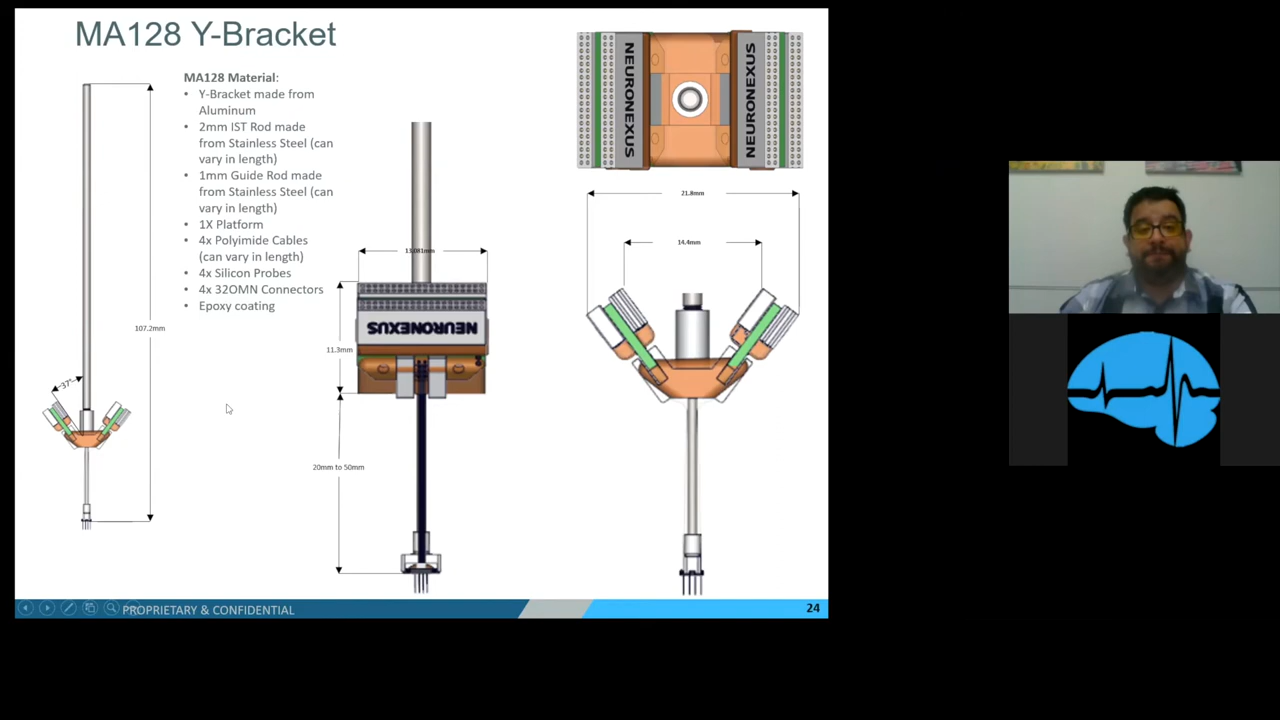 MA128 Y-Bracket
MA128 Material:
• Y-Bracket made from
Aluminum
• 2mm IST Rod made
from Stainless Steel (can
vary in length)
• 1mm Guide Rod made
from Stainless Steel (can
vary in length)
• 1X Platform
• 4x Polyimide Cables
(can vary in length)
• 4x Silicon Probes
• 4x 32OMN Connectors
• Epoxy coating
107.2mm
37°
13.081mm
11.3mm
NEURONEXUS
20mm to 50mm
NEURONEXUS
NEURONEXUS
21.8mm
14.4mm
PROPRIETARY & CONFIDENTIAL
24